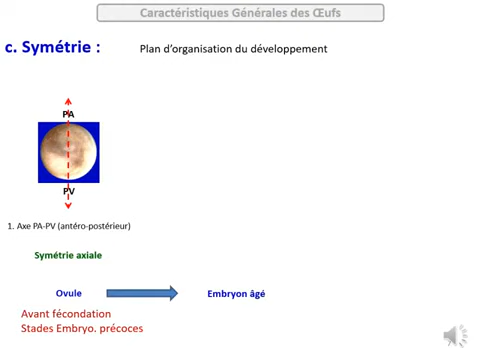 Caractéristiques Générales des Œufs
c. Symétrie : Plan d'organisation du développement
PA
PV
1. Axe PA-PV (antéro-postérieur)
Symétrie axiale
Ovule Embryon âgé
Avant fécondation
Stades Embryo. précoces